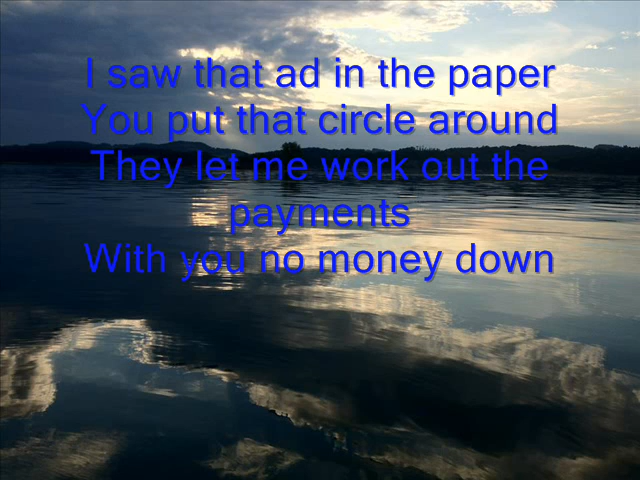 I saw that ad in the paper
You put that circle around
They let me work out the
payments
With you no money down